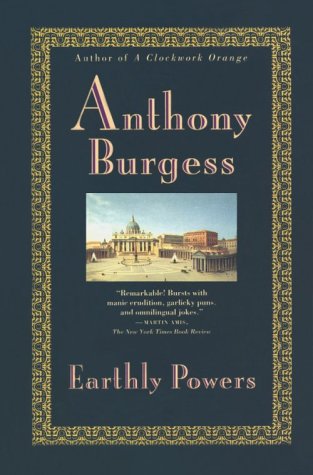 Author of A Clockwork Orange
Anthony
Burgess
“Remarkable! Bursts with
manic erudition, garlicky puns,
and omnilingual jokes.”
— MARTIN AMIS,
The New York Times Book Review
Earthly Powers